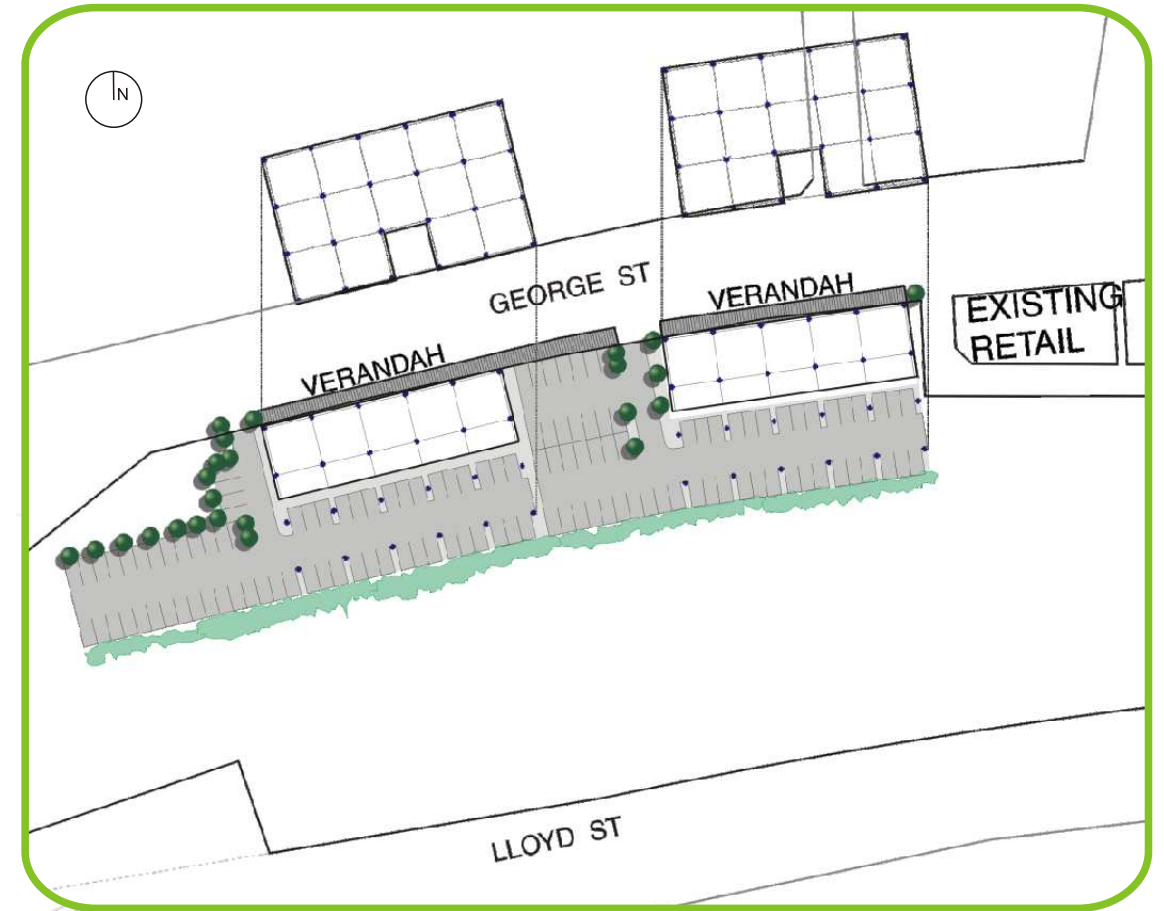 N
GEORGE ST
VERANDAH
VERANDAH
EXISTING
RETAIL
LLOYD ST